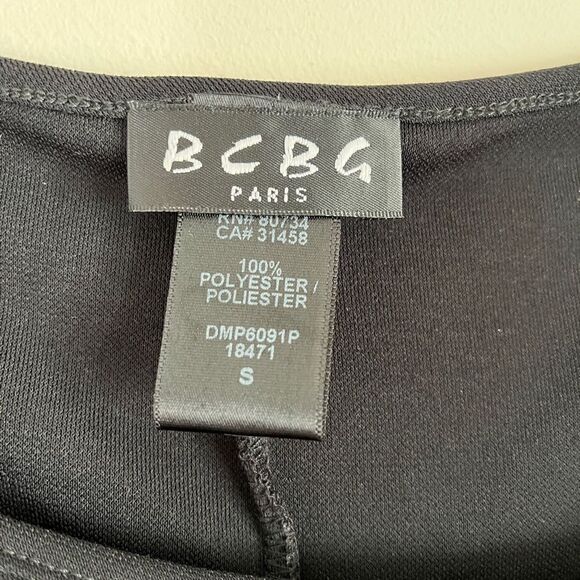 BCBG
PARIS
RN# 80734
CA# 31458
100%
POLYESTER /
POLIESTER
DMP6091P
18471
S